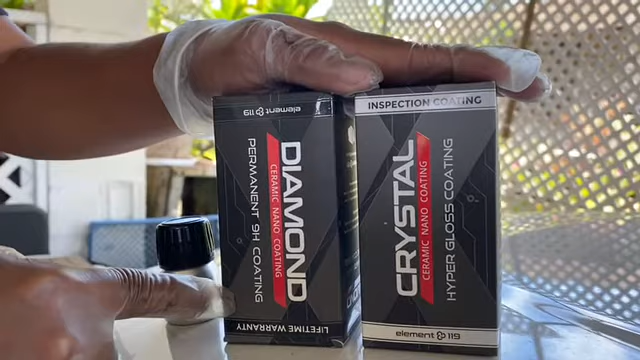 element 119
DIAMOND
CERAMIC NANO COATING
PERMANENT 9H COATING
LIFETIME WARRANTY
INSPECTION COATING
CRYSTAL
CERAMIC NANO COATING
HYPER GLOSS COATING
element 119